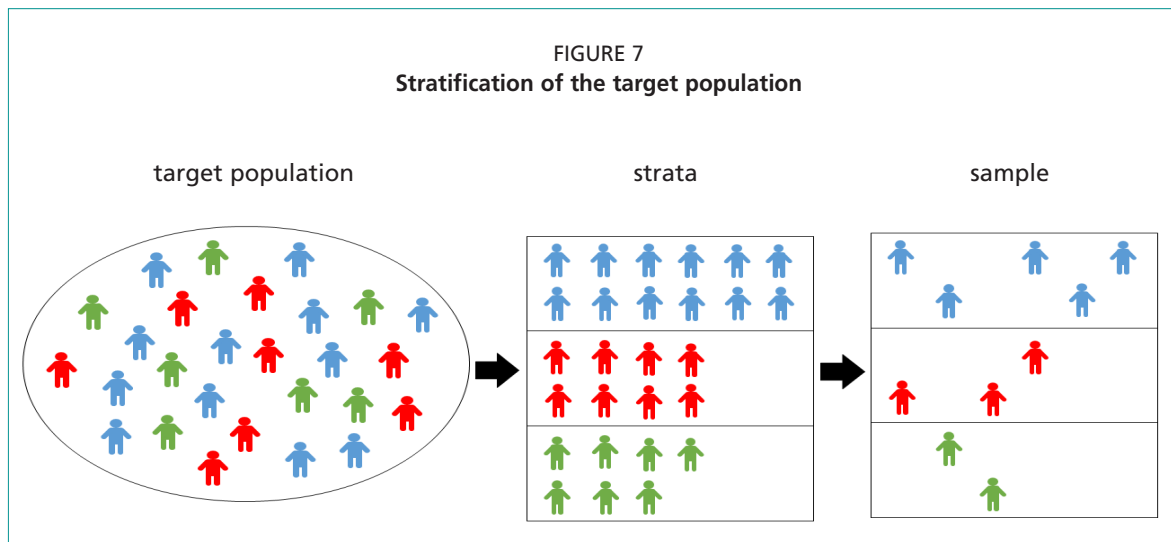 FIGURE 7
Stratification of the target population
target population
strata
sample